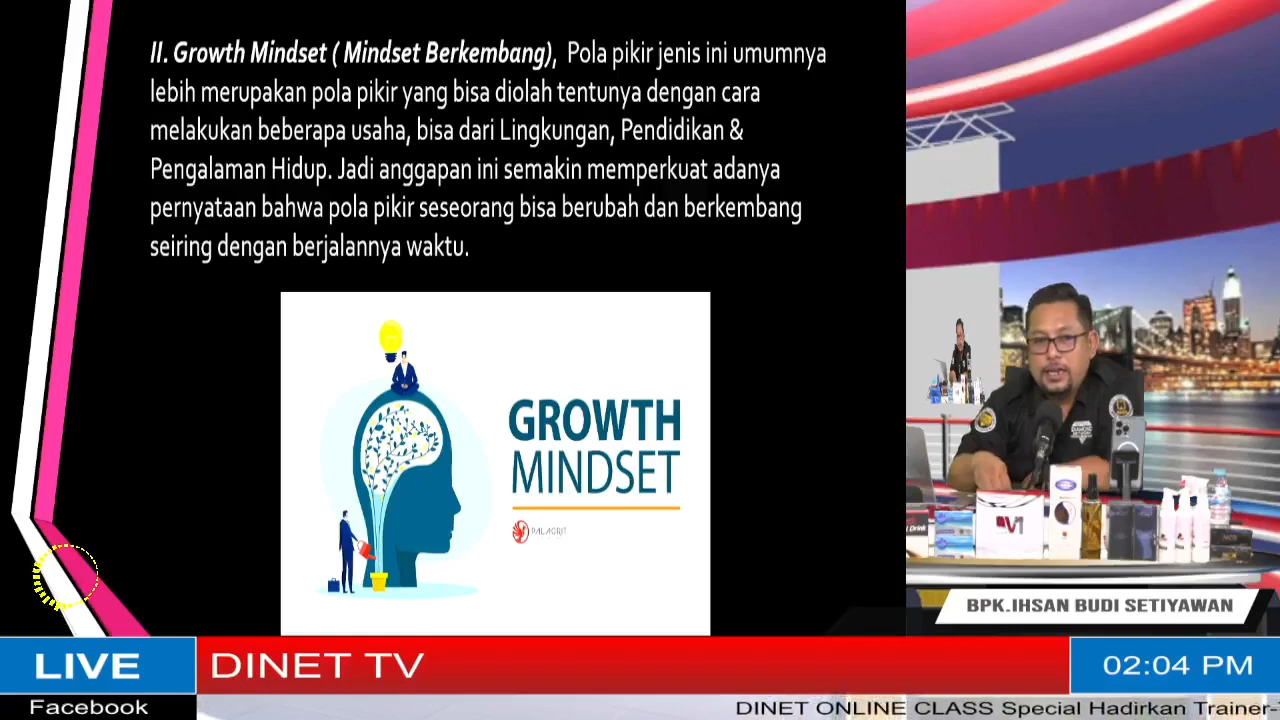 II. Growth Mindset ( Mindset Berkembang), Pola pikir jenis ini umumnya
lebih merupakan pola pikir yang bisa diolah tentunya dengan cara
melakukan beberapa usaha, bisa dari Lingkungan, Pendidikan &
Pengalaman Hidup. Jadi anggapan ini semakin memperkuat adanya
pernyataan bahwa pola pikir seseorang bisa berubah dan berkembang
seiring dengan berjalannya waktu.
GROWTH
MINDSET
PALAGRIT
V1
BPK.IHSAN BUDI SETIYAWAN
LIVE
DINET TV
02:04 PM
Facebook
DINET ONLINE CLASS Special Hadirkan Trainer-